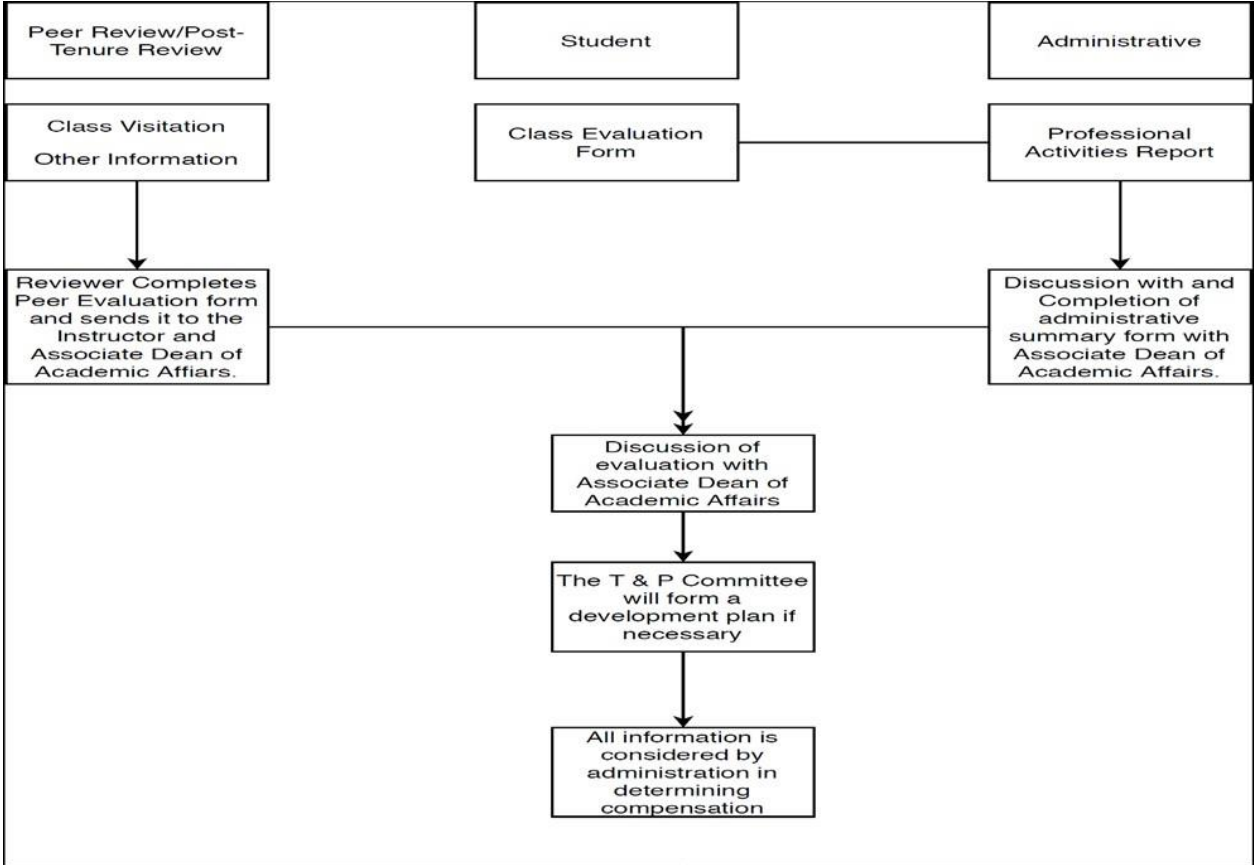 Peer Review/Post-
Tenure Review
Student
Administrative
Class Visitation
Other Information
Class Evaluation
Form
Professional
Activities Report
Reviewer Completes
Peer Evaluation form
and sends it to the
Instructor and
Associate Dean of
Academic Affiars.
Discussion with and
Completion of
administrative
summary form with
Associate Dean of
Academic Affairs.
Discussion of
evaluation with
Associate Dean of
Academic Affairs
The T & P Committee
will form a
development plan if
necessary
All information is
considered by
administration in
determining
compensation